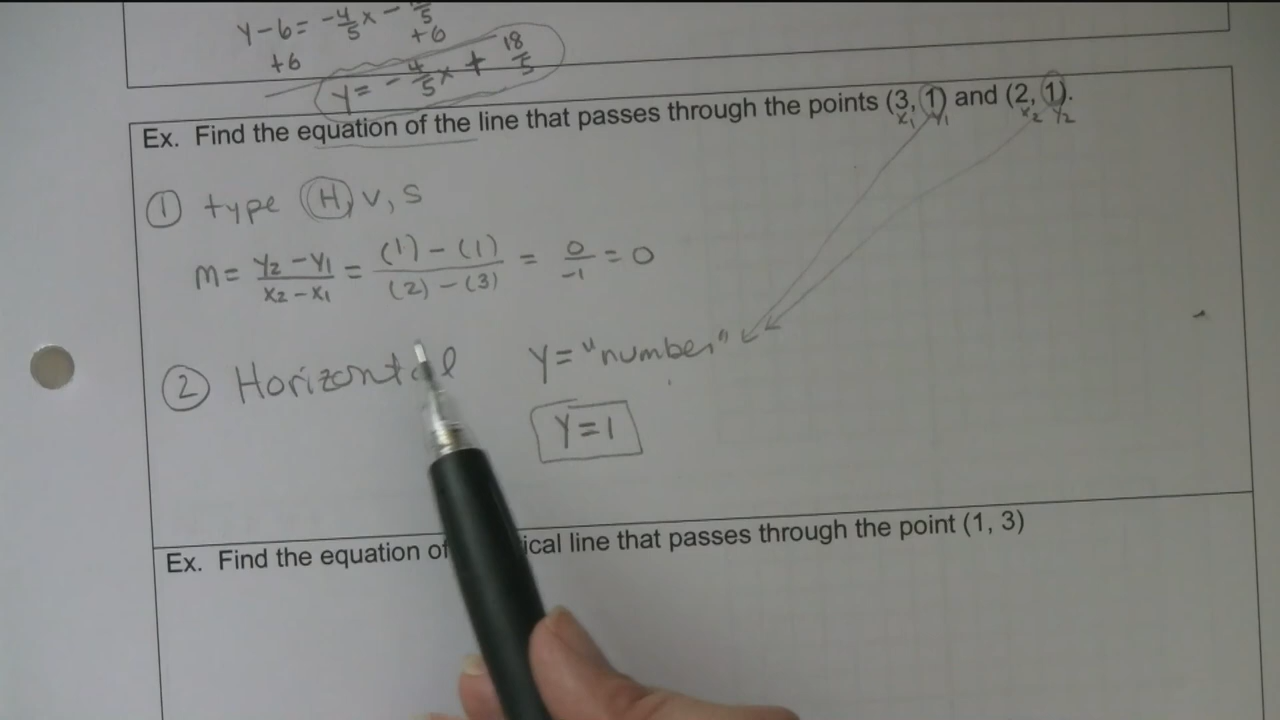 y-6= -4/5 x -
+6 +6
y= -4/5 x + 18/5
Ex. Find the equation of the line that passes through the points (3, 1) and (2, 1).
x₁ y₁ x₂ y₂
① type H, V, S
m= y₂-y₁/x₂-x₁ = (1)-(1)/(2)-(3) = 0/-1 = 0
② Horizontal y="number"
y=1
Ex. Find the equation of ical line that passes through the point (1, 3)